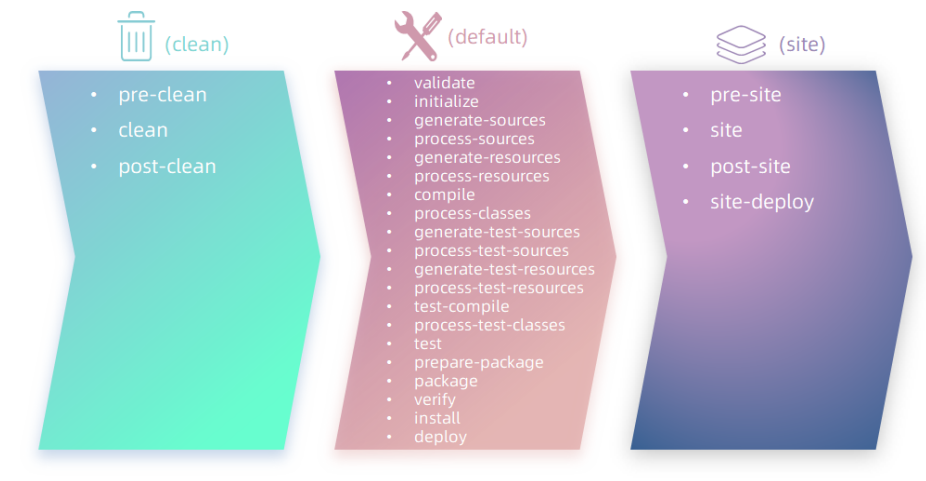 (clean)
• pre-clean
• clean
• post-clean
(default)
• validate
• initialize
• generate-sources
• process-sources
• generate-resources
• process-resources
• compile
• process-classes
• generate-test-sources
• process-test-sources
• generate-test-resources
• process-test-resources
• test-compile
• process-test-classes
• test
• prepare-package
• package
• verify
• install
• deploy
(site)
• pre-site
• site
• post-site
• site-deploy